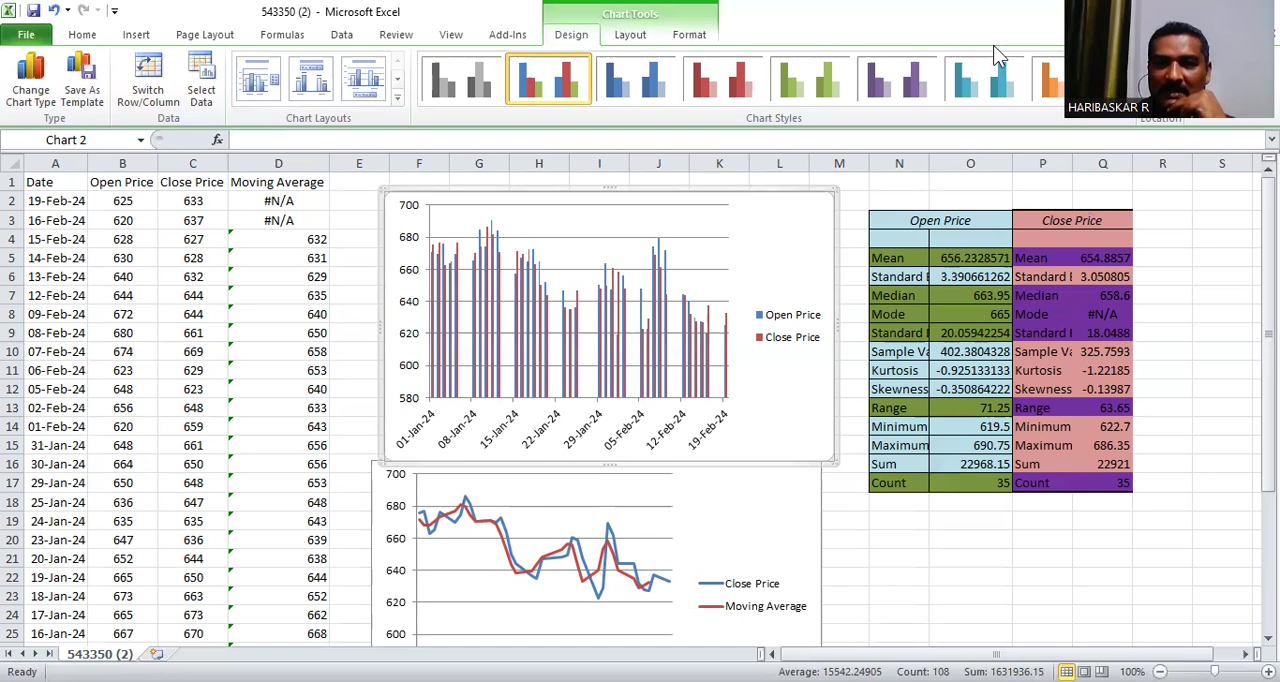 543350 (2) - Microsoft Excel
Chart Tools
File Home Insert Page Layout Formulas Data Review View Add-Ins Design Layout Format
Change Chart Type
Save As Template
Switch Row/Column
Select Data
Type Data Chart Layouts Chart Styles
HARIBASKAR R
Chart 2 fx
A B C D E F G H I J K L M N O P Q R S
1 Date Open Price Close Price Moving Average
2 19-Feb-24 625 633 #N/A
3 16-Feb-24 620 637 #N/A
4 15-Feb-24 628 627 632
5 14-Feb-24 630 628 631
6 13-Feb-24 640 632 629
7 12-Feb-24 644 644 635
8 09-Feb-24 644 644 640
9 08-Feb-24 680 661 650
10 07-Feb-24 674 669 658
11 06-Feb-24 623 629 653
12 05-Feb-24 648 623 640
13 02-Feb-24 656 648 633
14 01-Feb-24 620 659 643
15 31-Jan-24 648 661 656
16 30-Jan-24 664 650 656
17 29-Jan-24 650 648 653
18 25-Jan-24 636 647 648
19 24-Jan-24 635 635 643
20 23-Jan-24 647 636 639
21 20-Jan-24 652 644 638
22 19-Jan-24 665 650 644
23 18-Jan-24 673 663 652
24 17-Jan-24 665 673 662
25 16-Jan-24 667 670 668
700
680
660
640
620
600
580
01-Jan-24 08-Jan-24 15-Jan-24 22-Jan-24 29-Jan-24 05-Feb-24 12-Feb-24 19-Feb-24
Open Price
Close Price
700
680
660
640
620
600
Close Price
Moving Average
Open Price Close Price
Mean 656.2328571 Mean 654.8857
Standard E 3.390661262 Standard E 3.050805
Median 663.95 Median 658.6
Mode 665 Mode #N/A
Standard D 20.05942254 Standard D 18.0488
Sample Va 402.3804328 Sample Va 325.7593
Kurtosis -0.925133133 Kurtosis -1.22185
Skewness -0.350864222 Skewness -0.13987
Range 71.25 Range 63.65
Minimum 619.5 Minimum 622.7
Maximum 690.75 Maximum 686.35
Sum 22968.15 Sum 22921
Count 35 Count 35
543350 (2)
Ready Average: 15542.24905 Count: 108 Sum: 1631936.15 100%